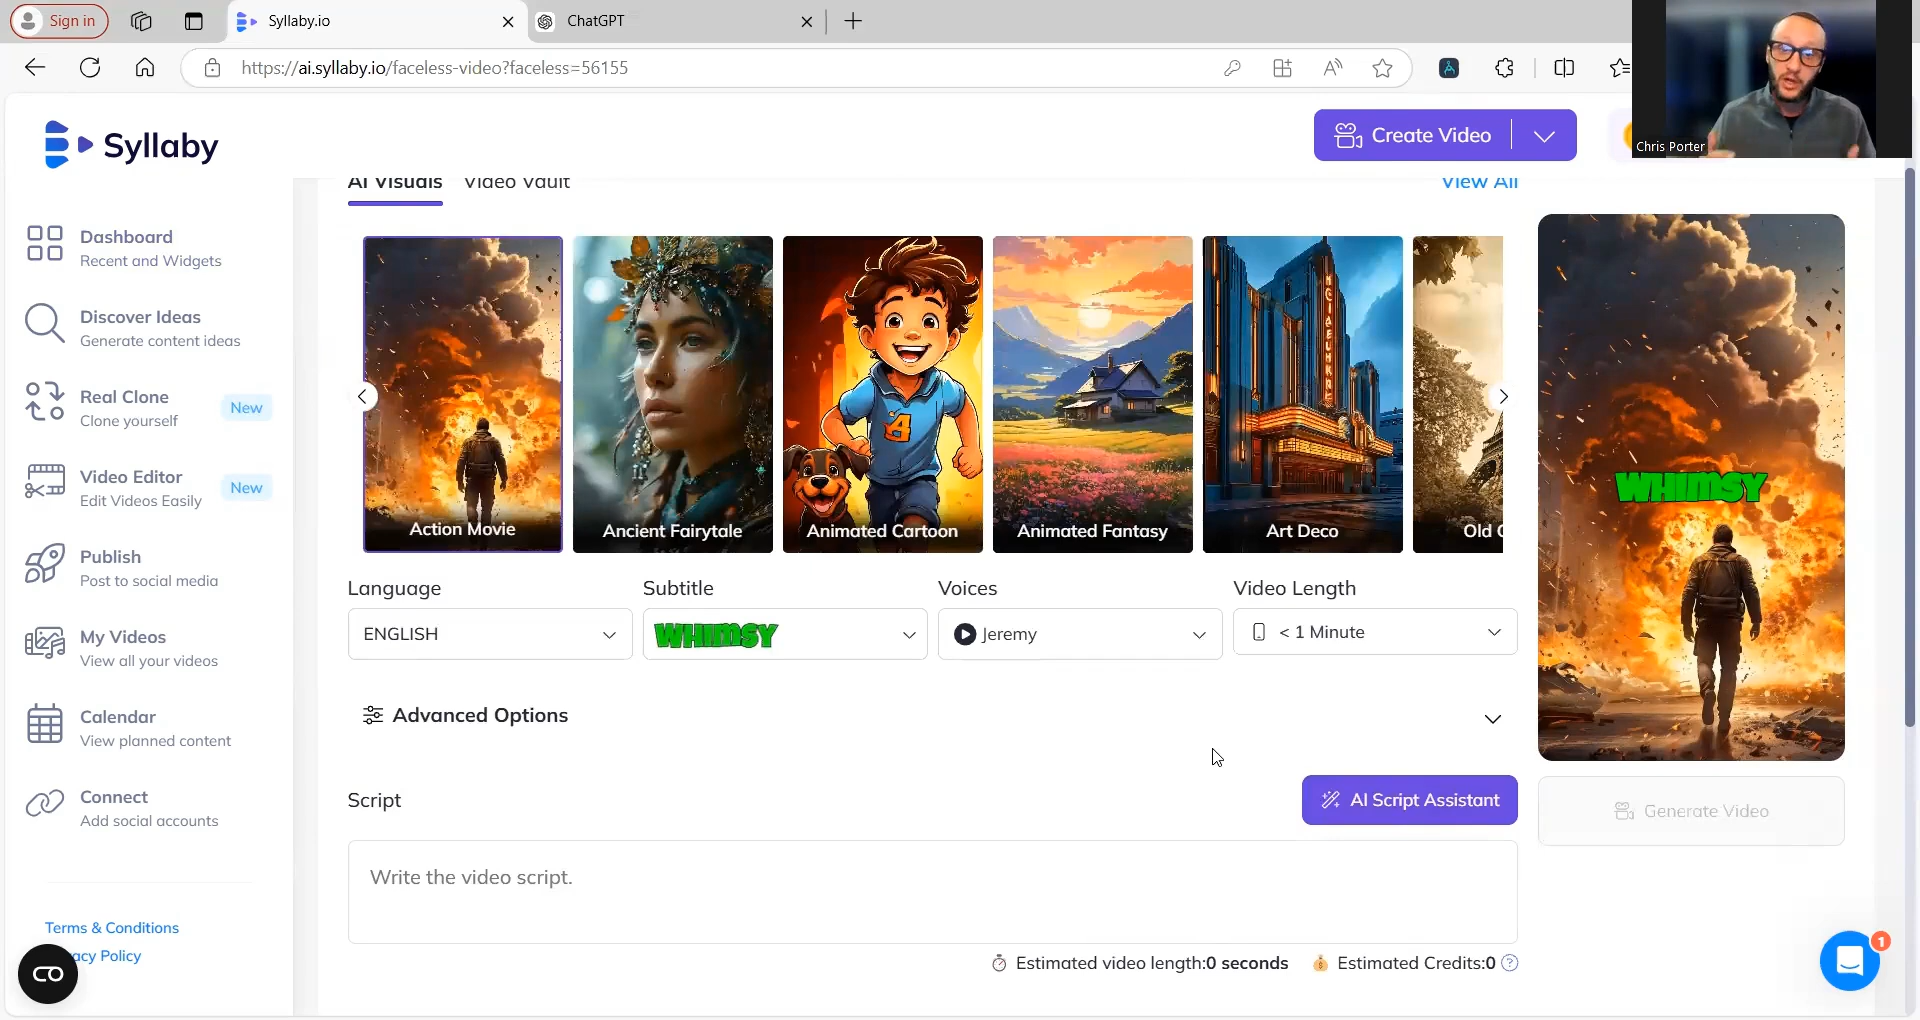 Sign in
Syllaby.io
ChatGPT
https://ai.syllaby.io/faceless-video?faceless=56155
Chris Porter
Syllaby
Create Video
AI Visuals
Video Vault
View All
Dashboard
Recent and Widgets
Discover Ideas
Generate content ideas
Real Clone
Clone yourself
New
Video Editor
Edit Videos Easily
New
Publish
Post to social media
My Videos
View all your videos
Calendar
View planned content
Connect
Add social accounts
Terms & Conditions
acy Policy
Action Movie
Ancient Fairytale
Animated Cartoon
Animated Fantasy
Art Deco
Old
WHIMSY
Language
Subtitle
Voices
Video Length
ENGLISH
WHIMSY
Jeremy
< 1 Minute
Advanced Options
Script
AI Script Assistant
Generate Video
Write the video script.
Estimated video length:0 seconds
Estimated Credits:0
1